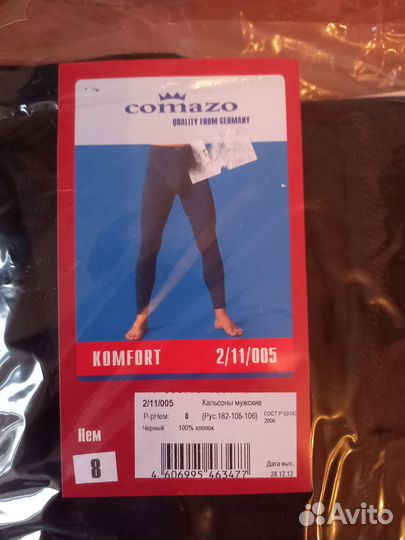 comazo
QUALITY FROM GERMANY
KOMFORT 2/11/005
2/11/005 Кальсоны мужские
Р-рНем: 8 (Рус.182-106-106)
Черный 100% хлопок
ГОСТ Р 53145
2008
Нем
8
4 606995 463477
Дата вып.:
28.12.12
Avito